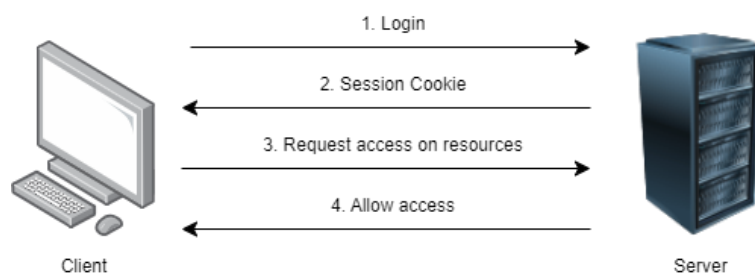 1. Login
2. Session Cookie
3. Request access on resources
4. Allow access
Client
Server